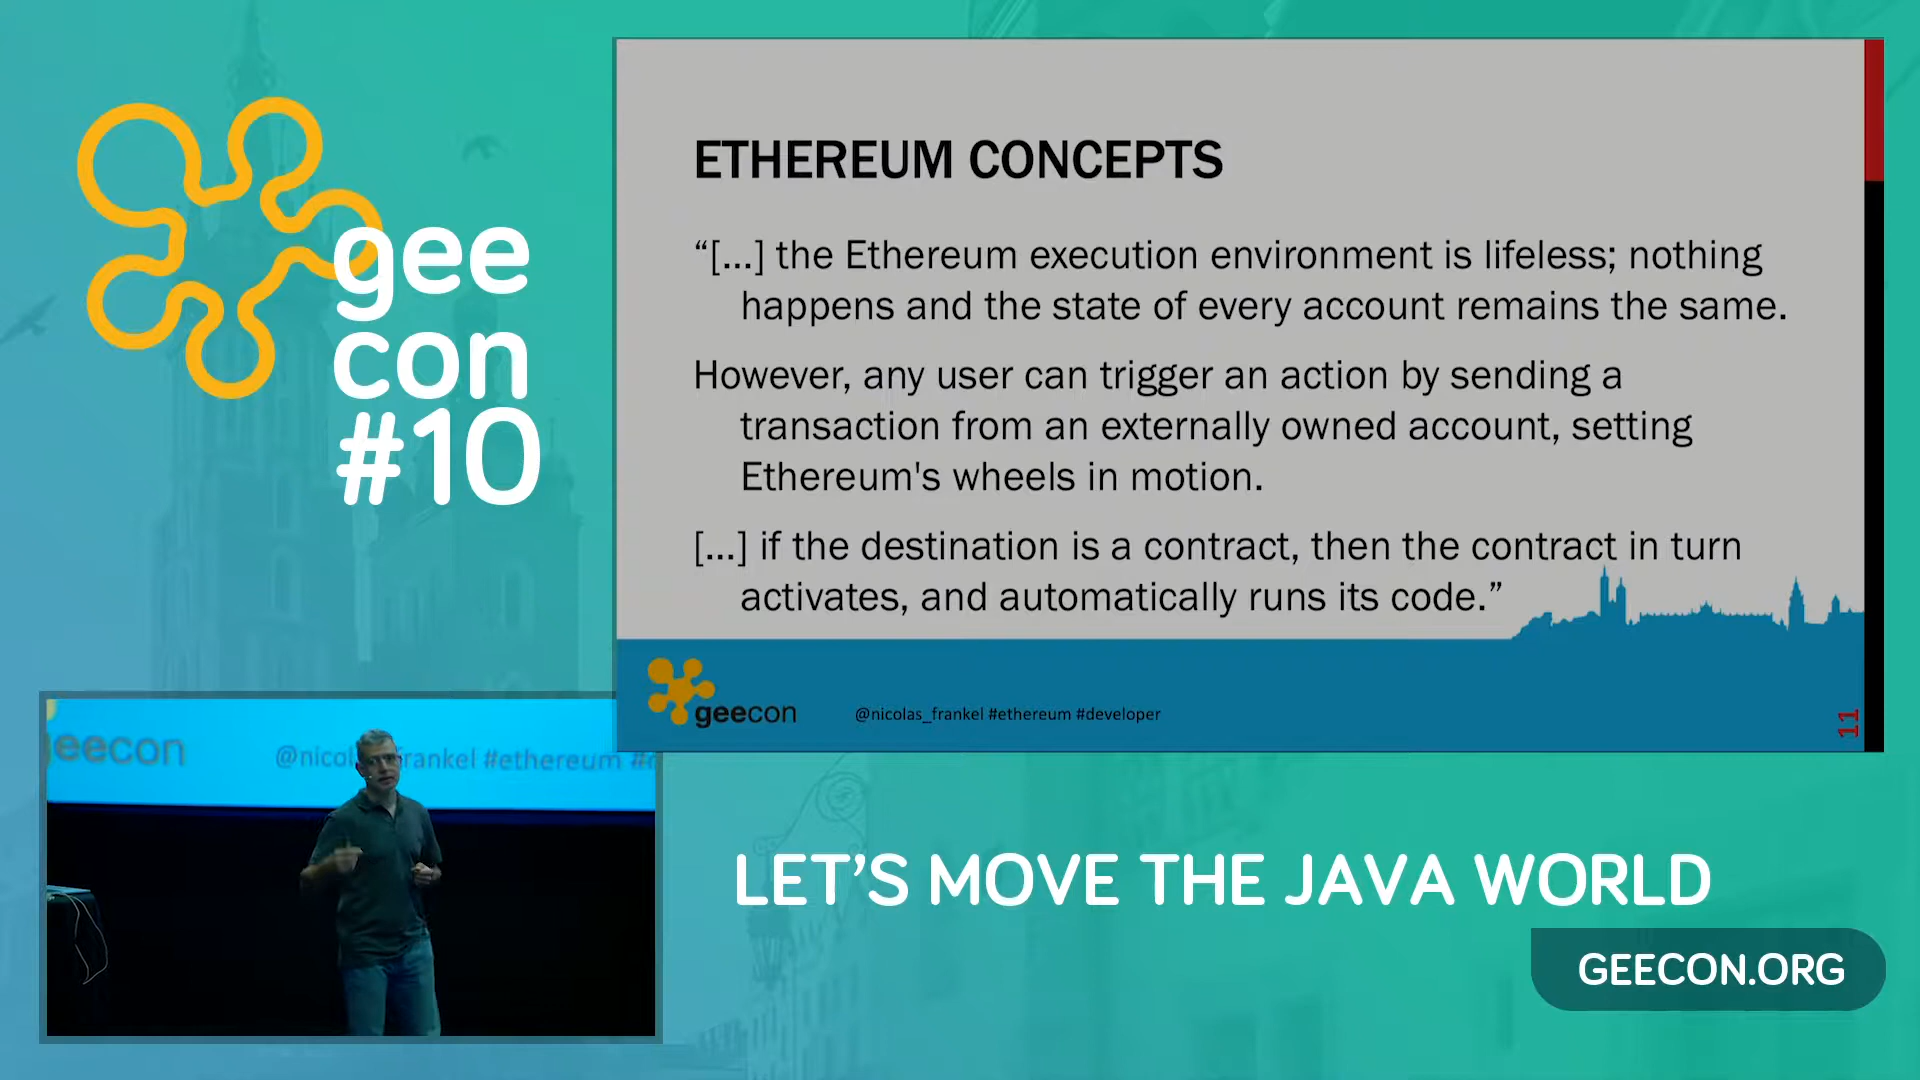 gee
con
#10
ETHEREUM CONCEPTS
“[...] the Ethereum execution environment is lifeless; nothing
happens and the state of every account remains the same.
However, any user can trigger an action by sending a
transaction from an externally owned account, setting
Ethereum's wheels in motion.
[...] if the destination is a contract, then the contract in turn
activates, and automatically runs its code.”
geecon
@nicolas_frankel #ethereum #developer
11
geecon
@nicol frankel #ethereum #
LET’S MOVE THE JAVA WORLD
GEECON.ORG